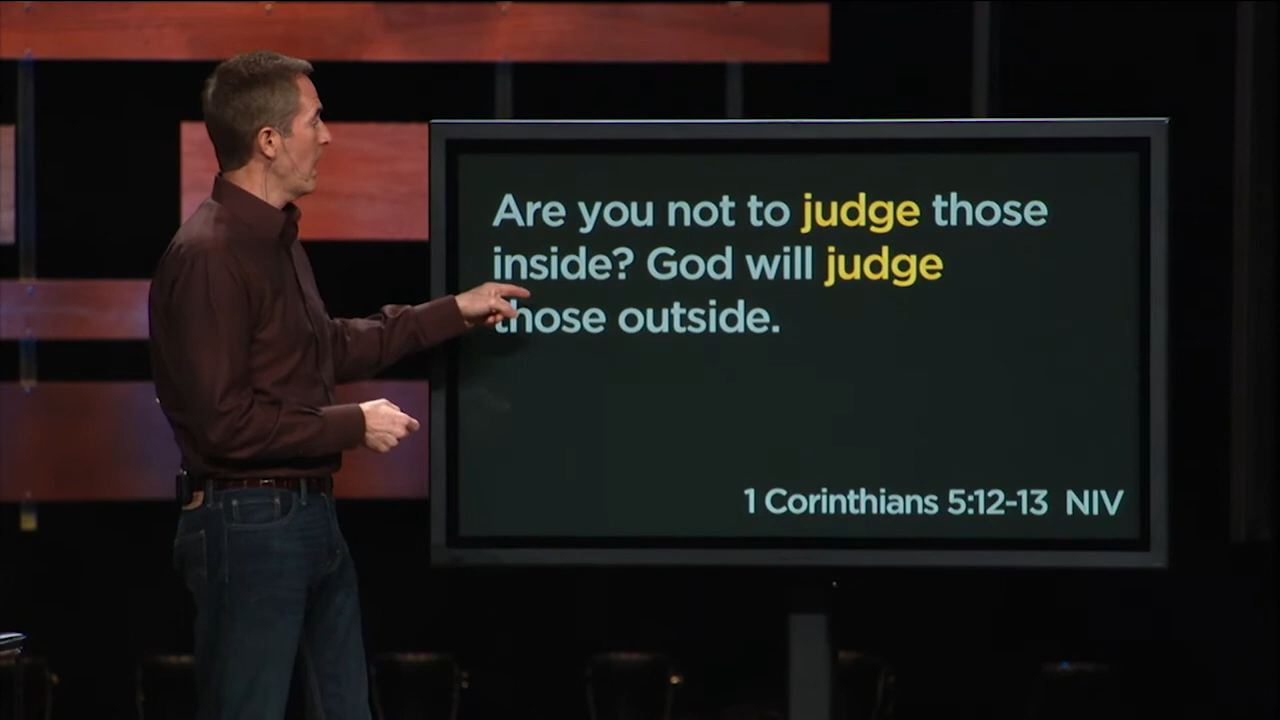 Are you not to judge those
inside? God will judge
those outside.
1 Corinthians 5:12-13 NIV